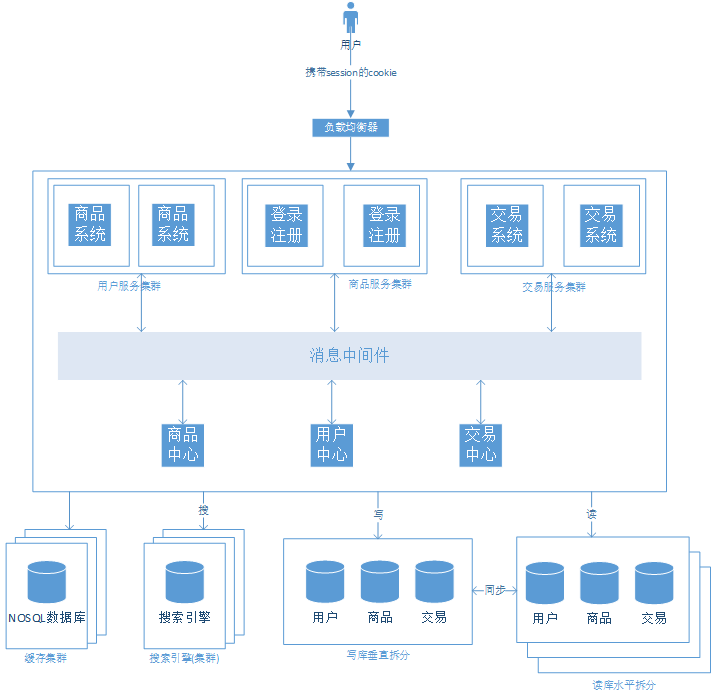 用户
携带session的cookie
负载均衡器
商品
系统
商品
系统
登录
注册
登录
注册
交易
系统
交易
系统
用户服务集群
商品服务集群
交易服务集群
消息中间件
商品
中心
用户
中心
交易
中心
搜
写
读
NOSQL数据库
搜索引擎
用户
商品
交易
同步
用户
商品
交易
缓存集群
搜索引擎(集群)
写库垂直拆分
读库水平拆分